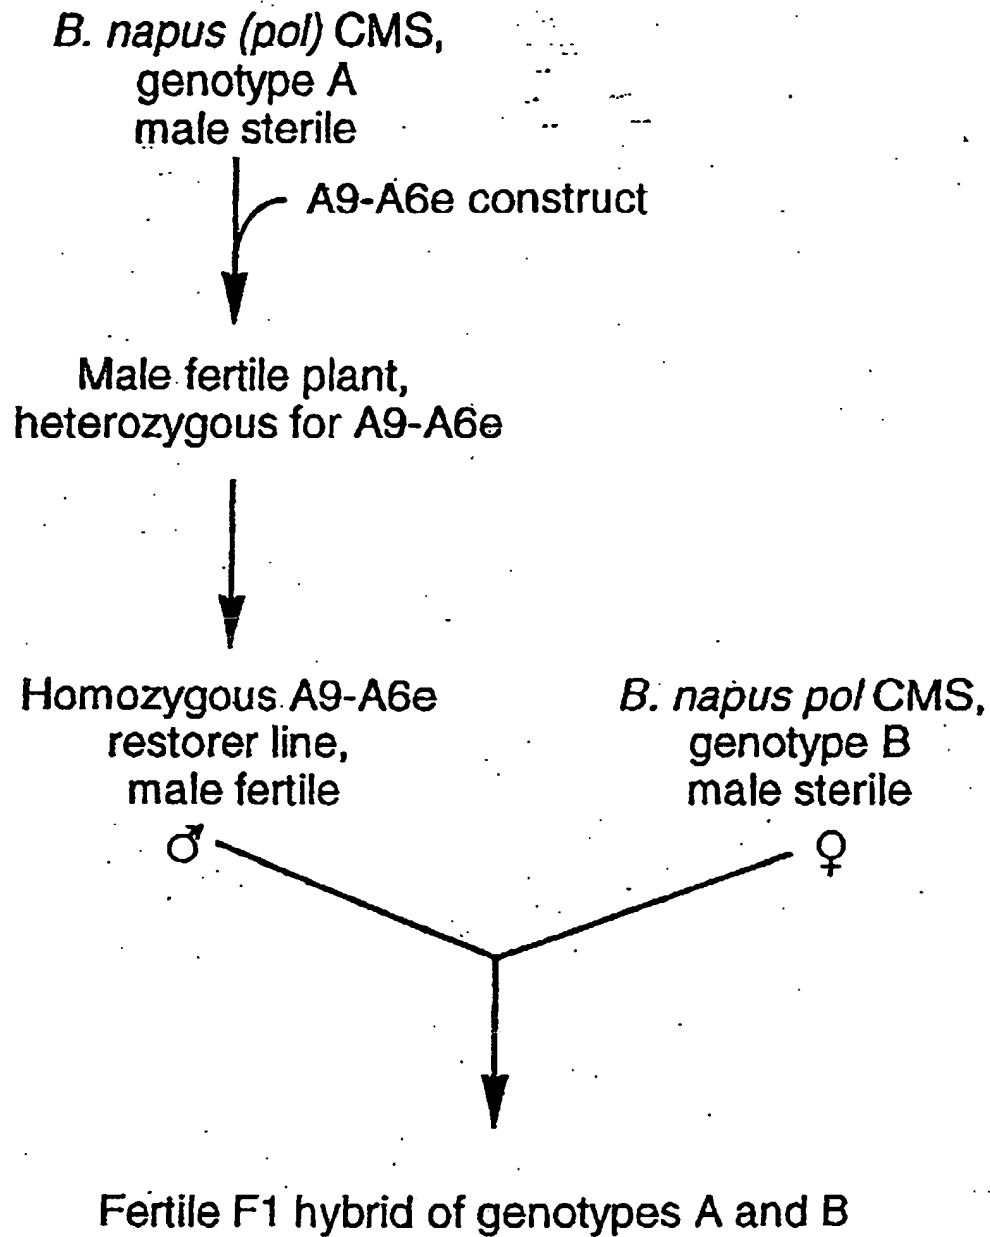 B. napus (pol) CMS,
genotype A
male sterile
A9-A6e construct
Male fertile plant,
heterozygous for A9-A6e
Homozygous A9-A6e
restorer line,
male fertile
♂
B. napus pol CMS,
genotype B
male sterile
♀
Fertile F1 hybrid of genotypes A and B